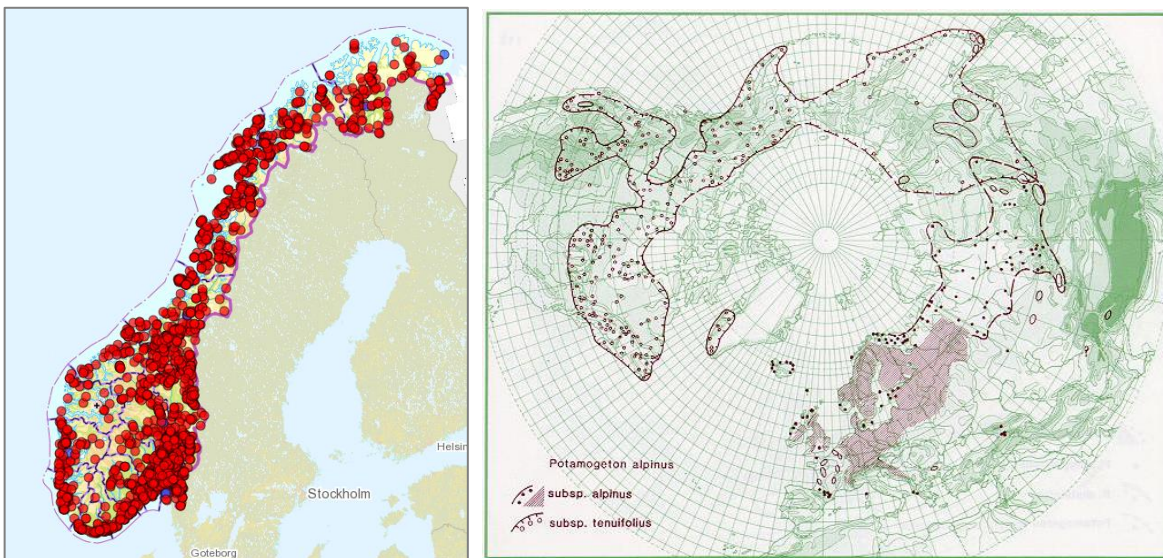 Helsin
Stockholm
Goteborg
Potamogeton alpinus
subsp. alpinus
subsp. tenuifolius
?